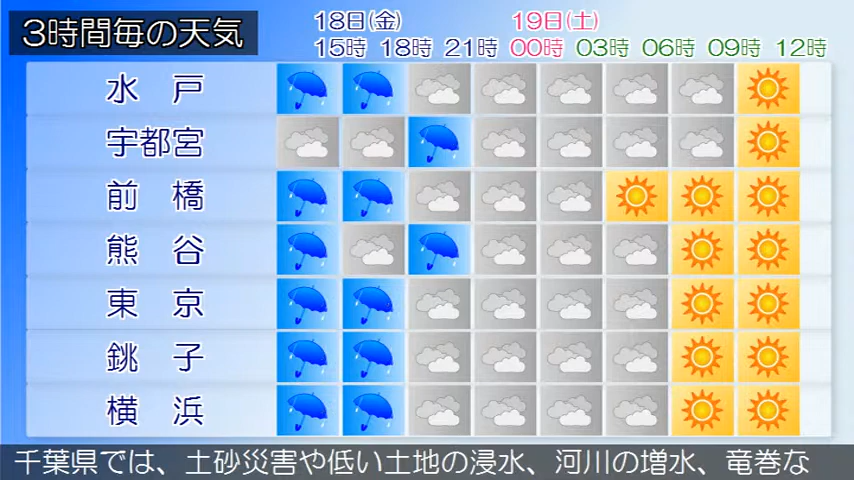 3時間毎の天気
18日(金) 19日(土)
15時 18時 21時 00時 03時 06時 09時 12時
水戸
宇都宮
前橋
熊谷
東京
銚子
横浜
千葉県では、土砂災害や低い土地の浸水、河川の増水、竜巻な